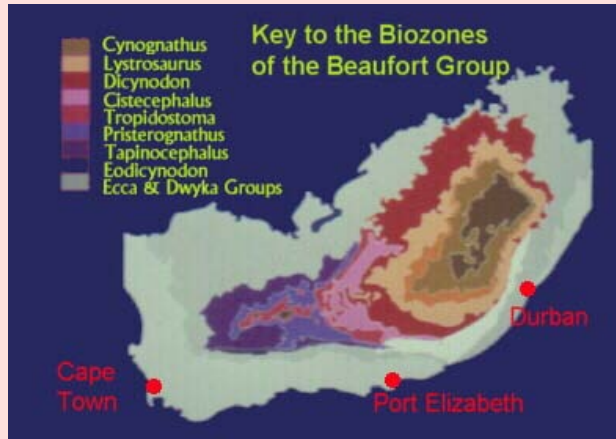 Key to the Biozones
of the Beaufort Group
Cynognathus
Lystrosaurus
Dicynodon
Cistecephalus
Tropidostoma
Pristerognathus
Tapinocephalus
Eodicynodon
Ecca & Dwyka Groups
Durban
Cape
Town
Port Elizabeth